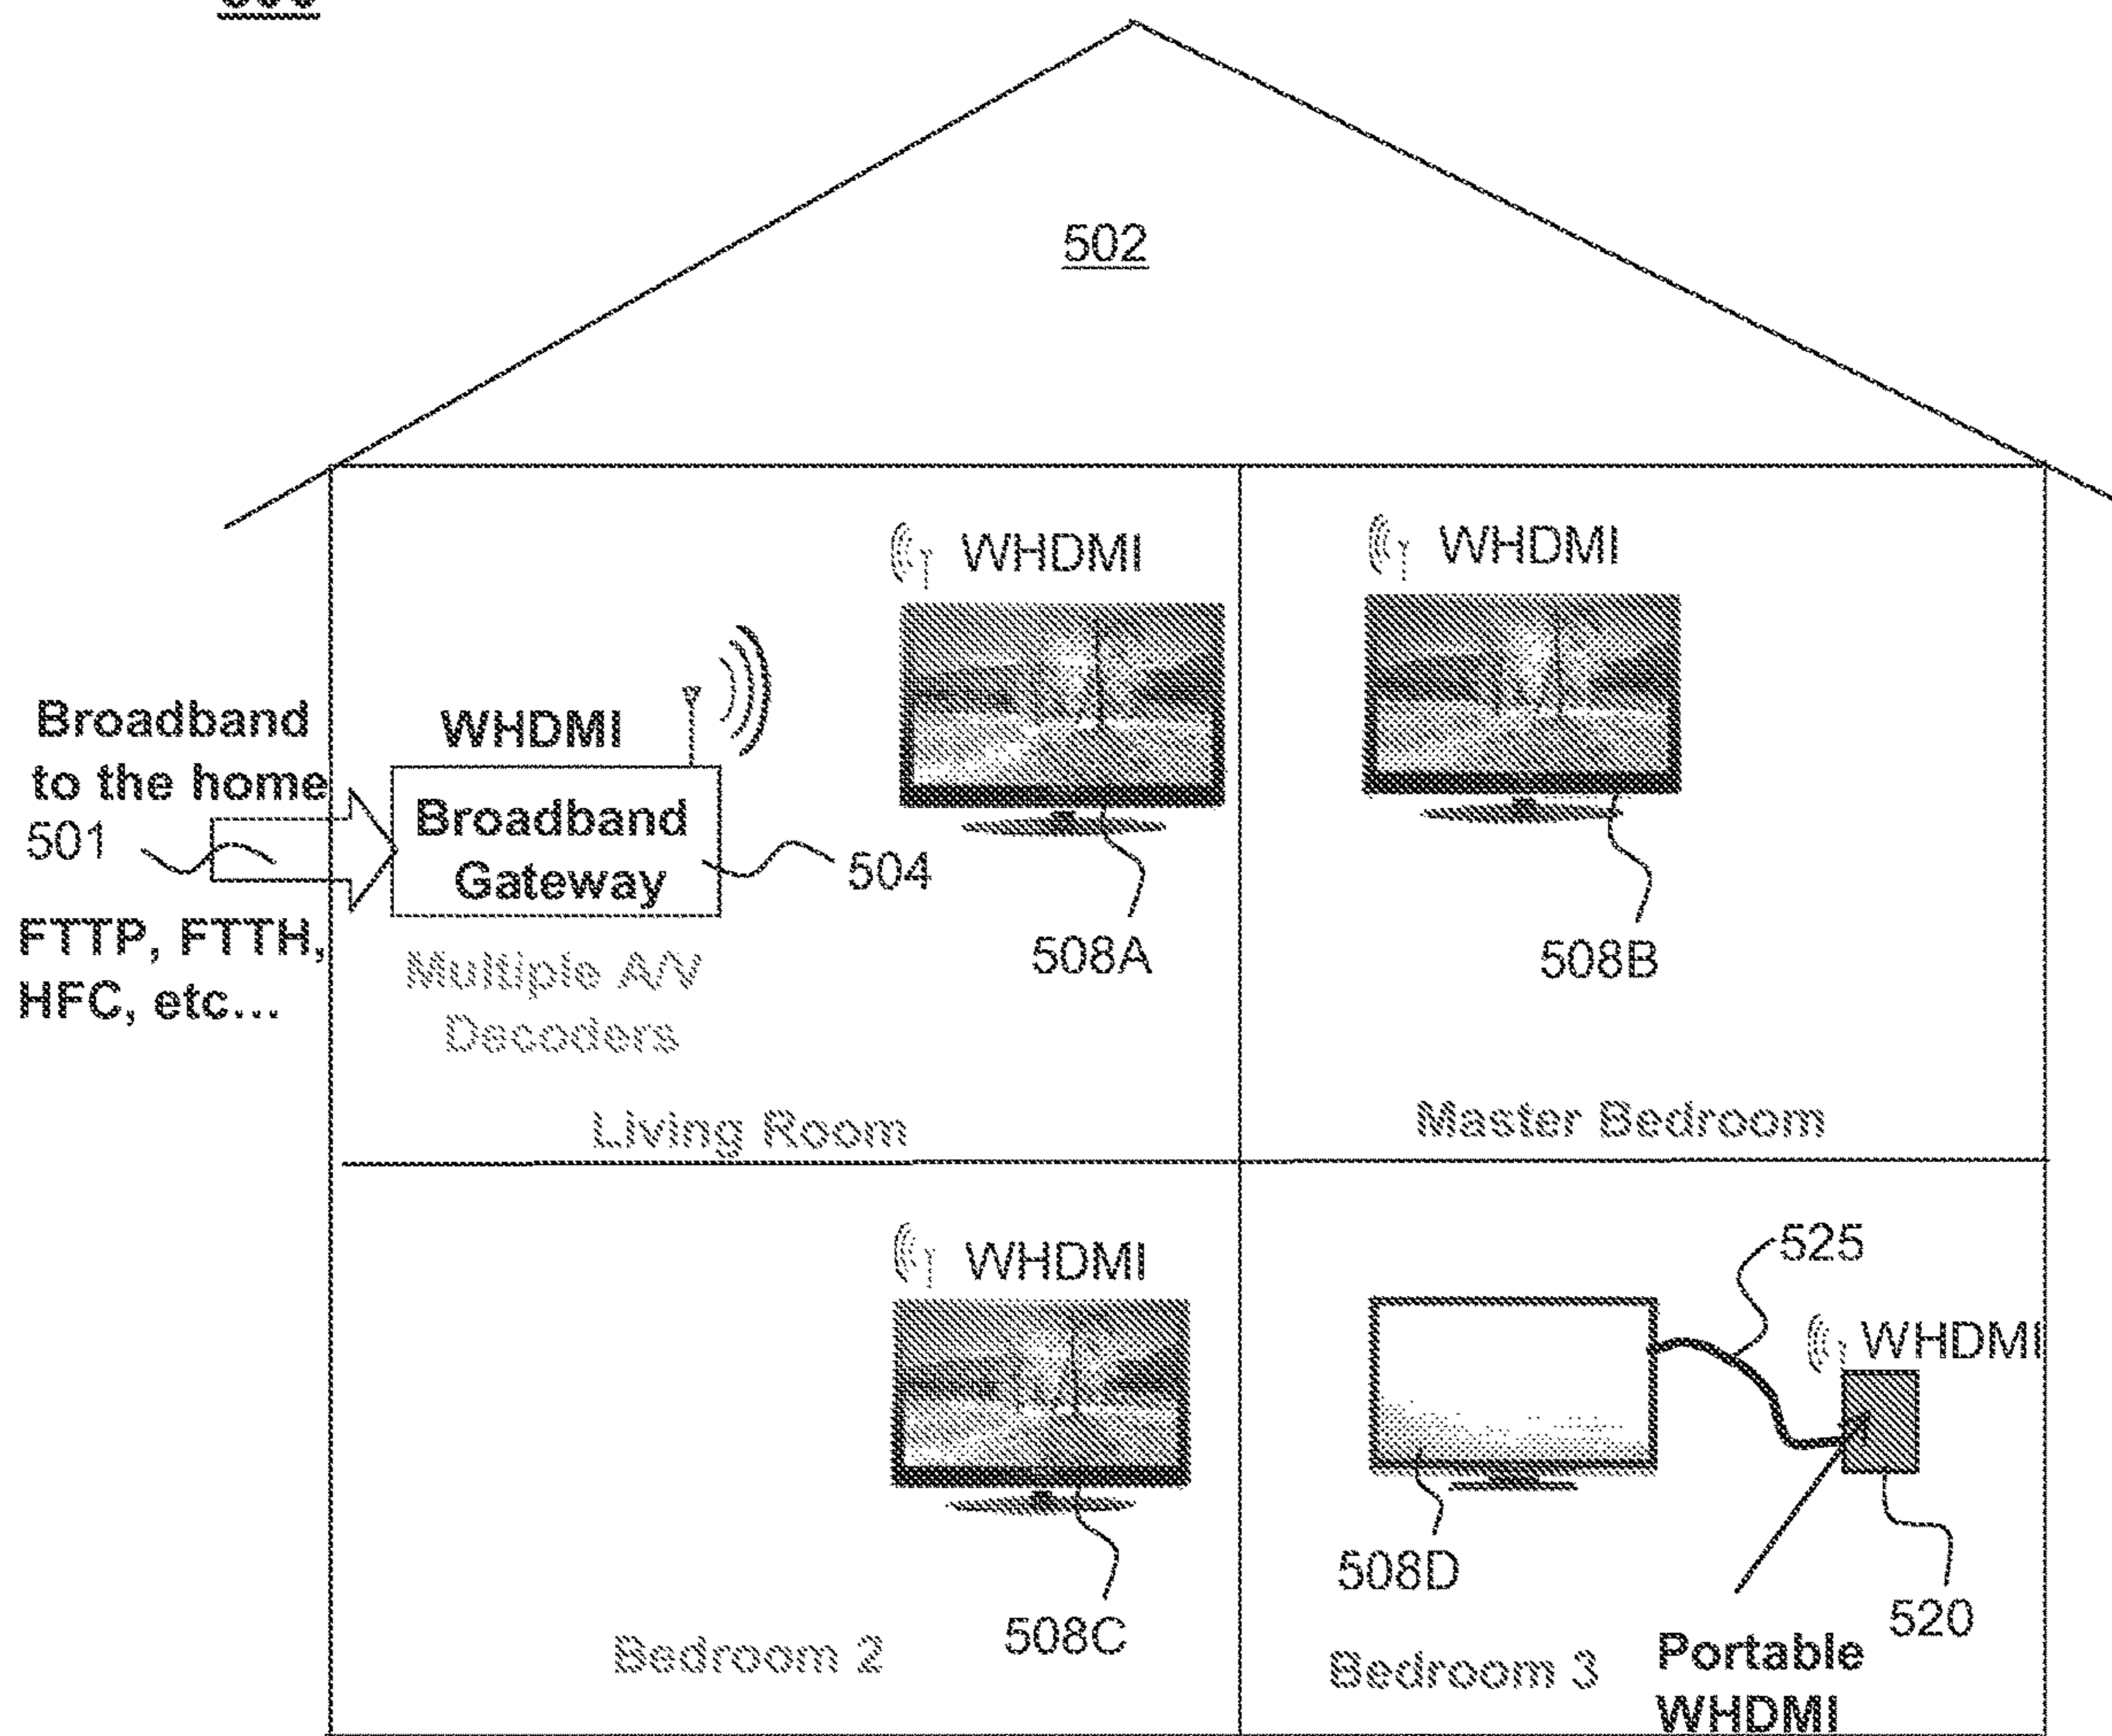 502
WHDMI
WHDMI
Broadband
to the home
501
FTTP, FTTH,
HFC, etc...
WHDMI
Broadband
Gateway
504
Multiple A/V
Decoders
508A
508B
Living Room
Master Bedroom
WHDMI
525
WHDMI
508C
508D
520
Bedroom 2
Bedroom 3
Portable
WHDMI